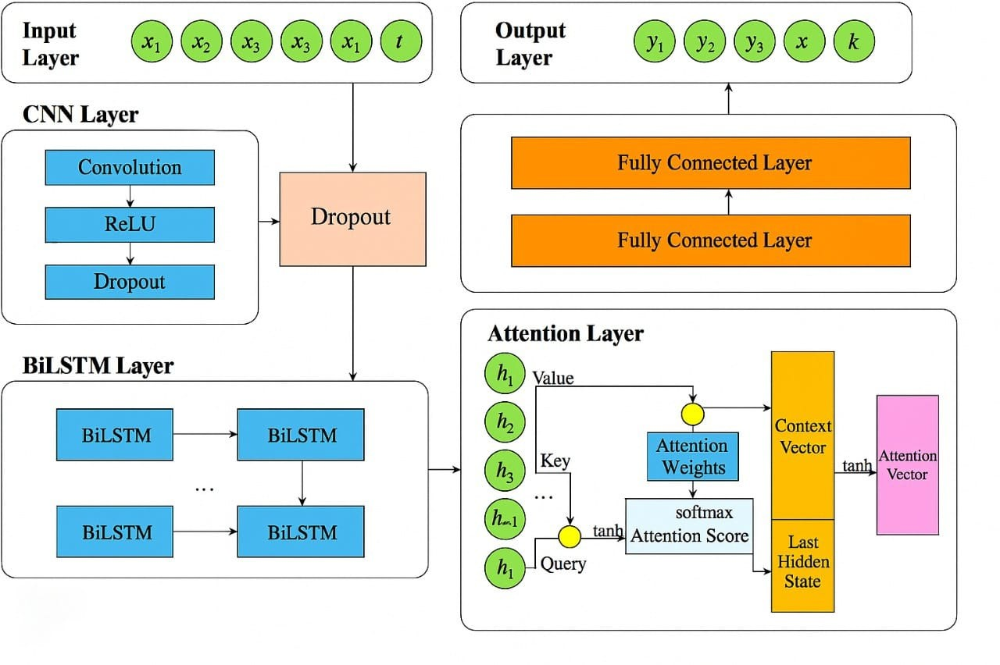 Input
Layer
x1 x2 x3 x3 x1 t
CNN Layer
Convolution
ReLU
Dropout
Dropout
BiLSTM Layer
BiLSTM BiLSTM
...
BiLSTM BiLSTM
Output
Layer
y1 y2 y3 x k
Fully Connected Layer
Fully Connected Layer
Attention Layer
h1
h2
h3
...
h1
Value
Key
Query
tanh
Attention
Weights
softmax
Attention Score
Context
Vector
Last
Hidden
State
tanh
Attention
Vector